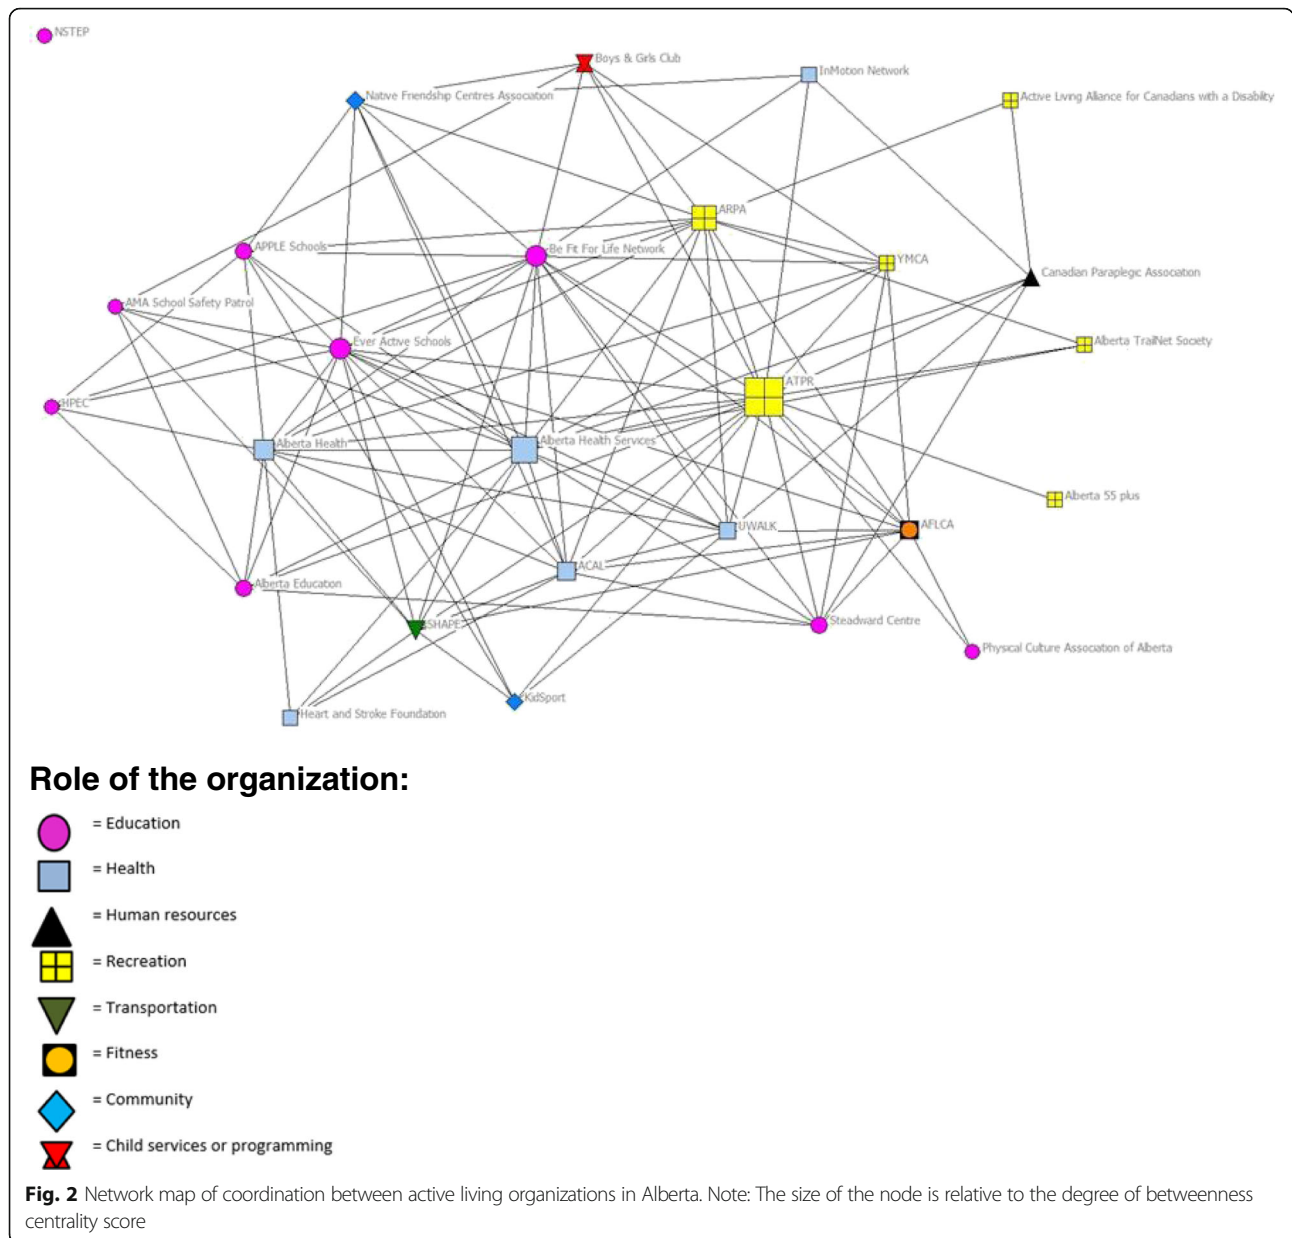 NSTEP
Boys & Girls Club
InMotion Network
Native Friendship Centres Association
Active Living Alliance for Canadians with a Disability
ARPA
APPLE Schools
Be Fit For Life Network
YMCA
Canadian Paraplegic Association
AMA School Safety Patrol
Ever Active Schools
Alberta TrailNet Society
ATPR
HPEC
Alberta Health
Alberta Health Services
Alberta 55 plus
UWALK
AFLCA
ACAL
Alberta Education
SHAPE
Steadward Centre
Physical Culture Association of Alberta
KidSport
Heart and Stroke Foundation
Role of the organization:
= Education
= Health
= Human resources
= Recreation
= Transportation
= Fitness
= Community
= Child services or programming
Fig. 2 Network map of coordination between active living organizations in Alberta. Note: The size of the node is relative to the degree of betweenness
centrality score